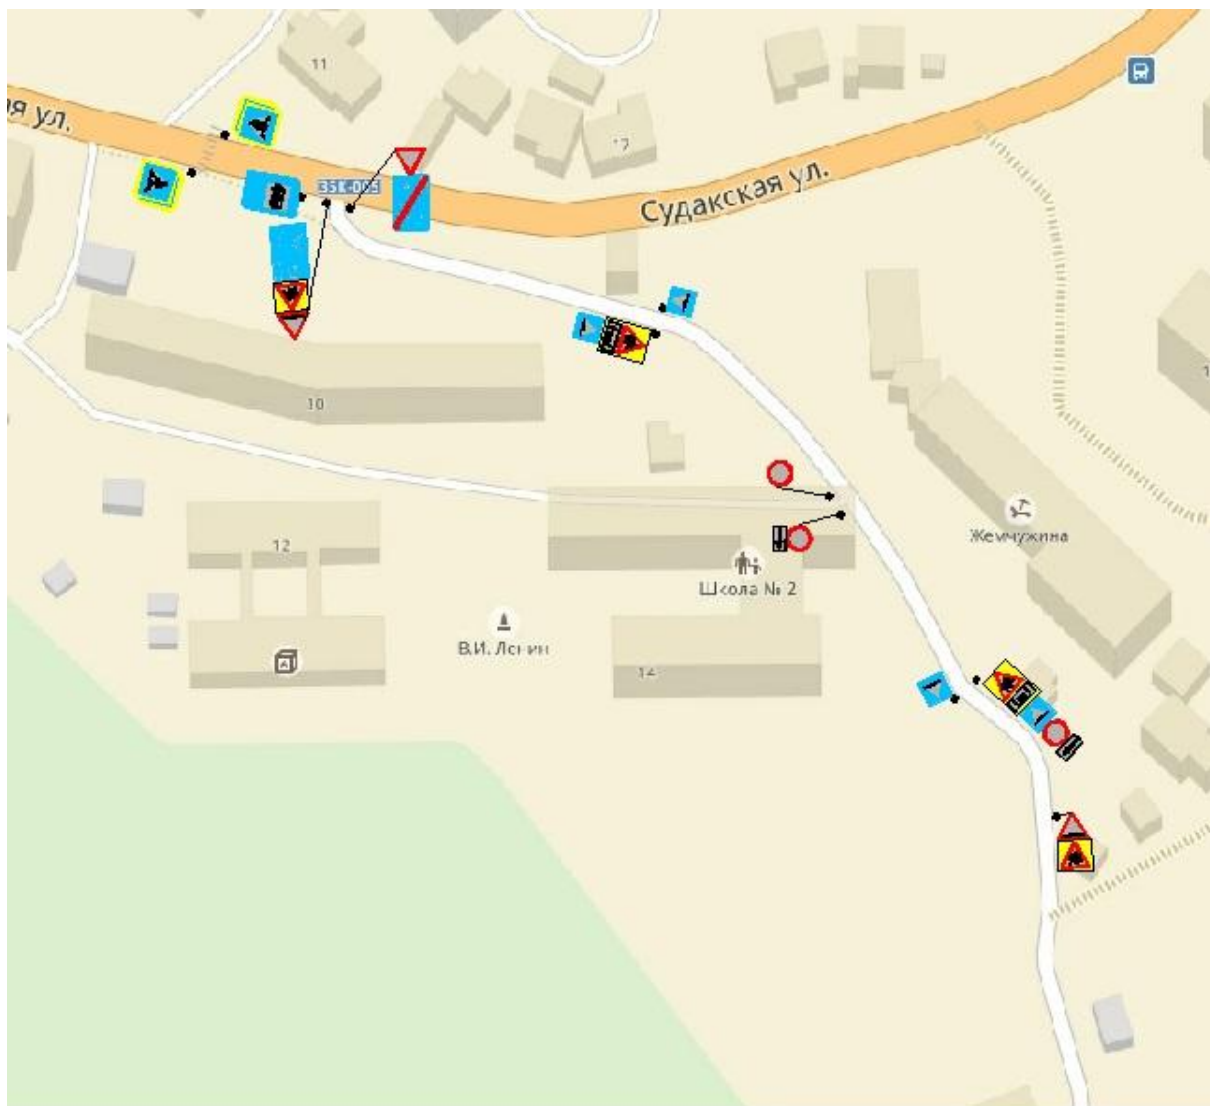 11
ая ул.
17
35К-005
Судакская ул.
10
Жемчужина
12
Школа № 2
В.И. Ленин
14